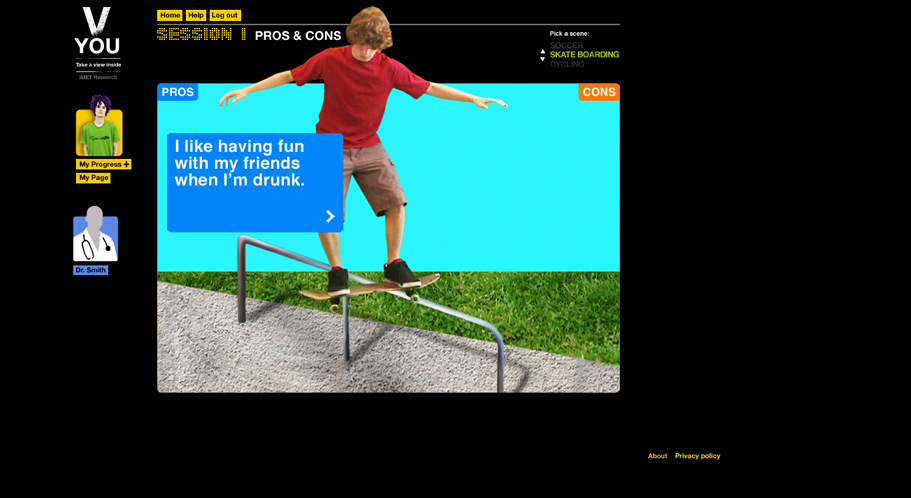 Home Help Log out
SESSION 1 PROS & CONS
Pick a scene:
SOCCER
SKATE BOARDING
CYCLING
V
YOU
Take a view inside
iMET Research
My Progress +
My Page
Dr. Smith
PROS
CONS
I like having fun
with my friends
when I'm drunk.
About Privacy policy